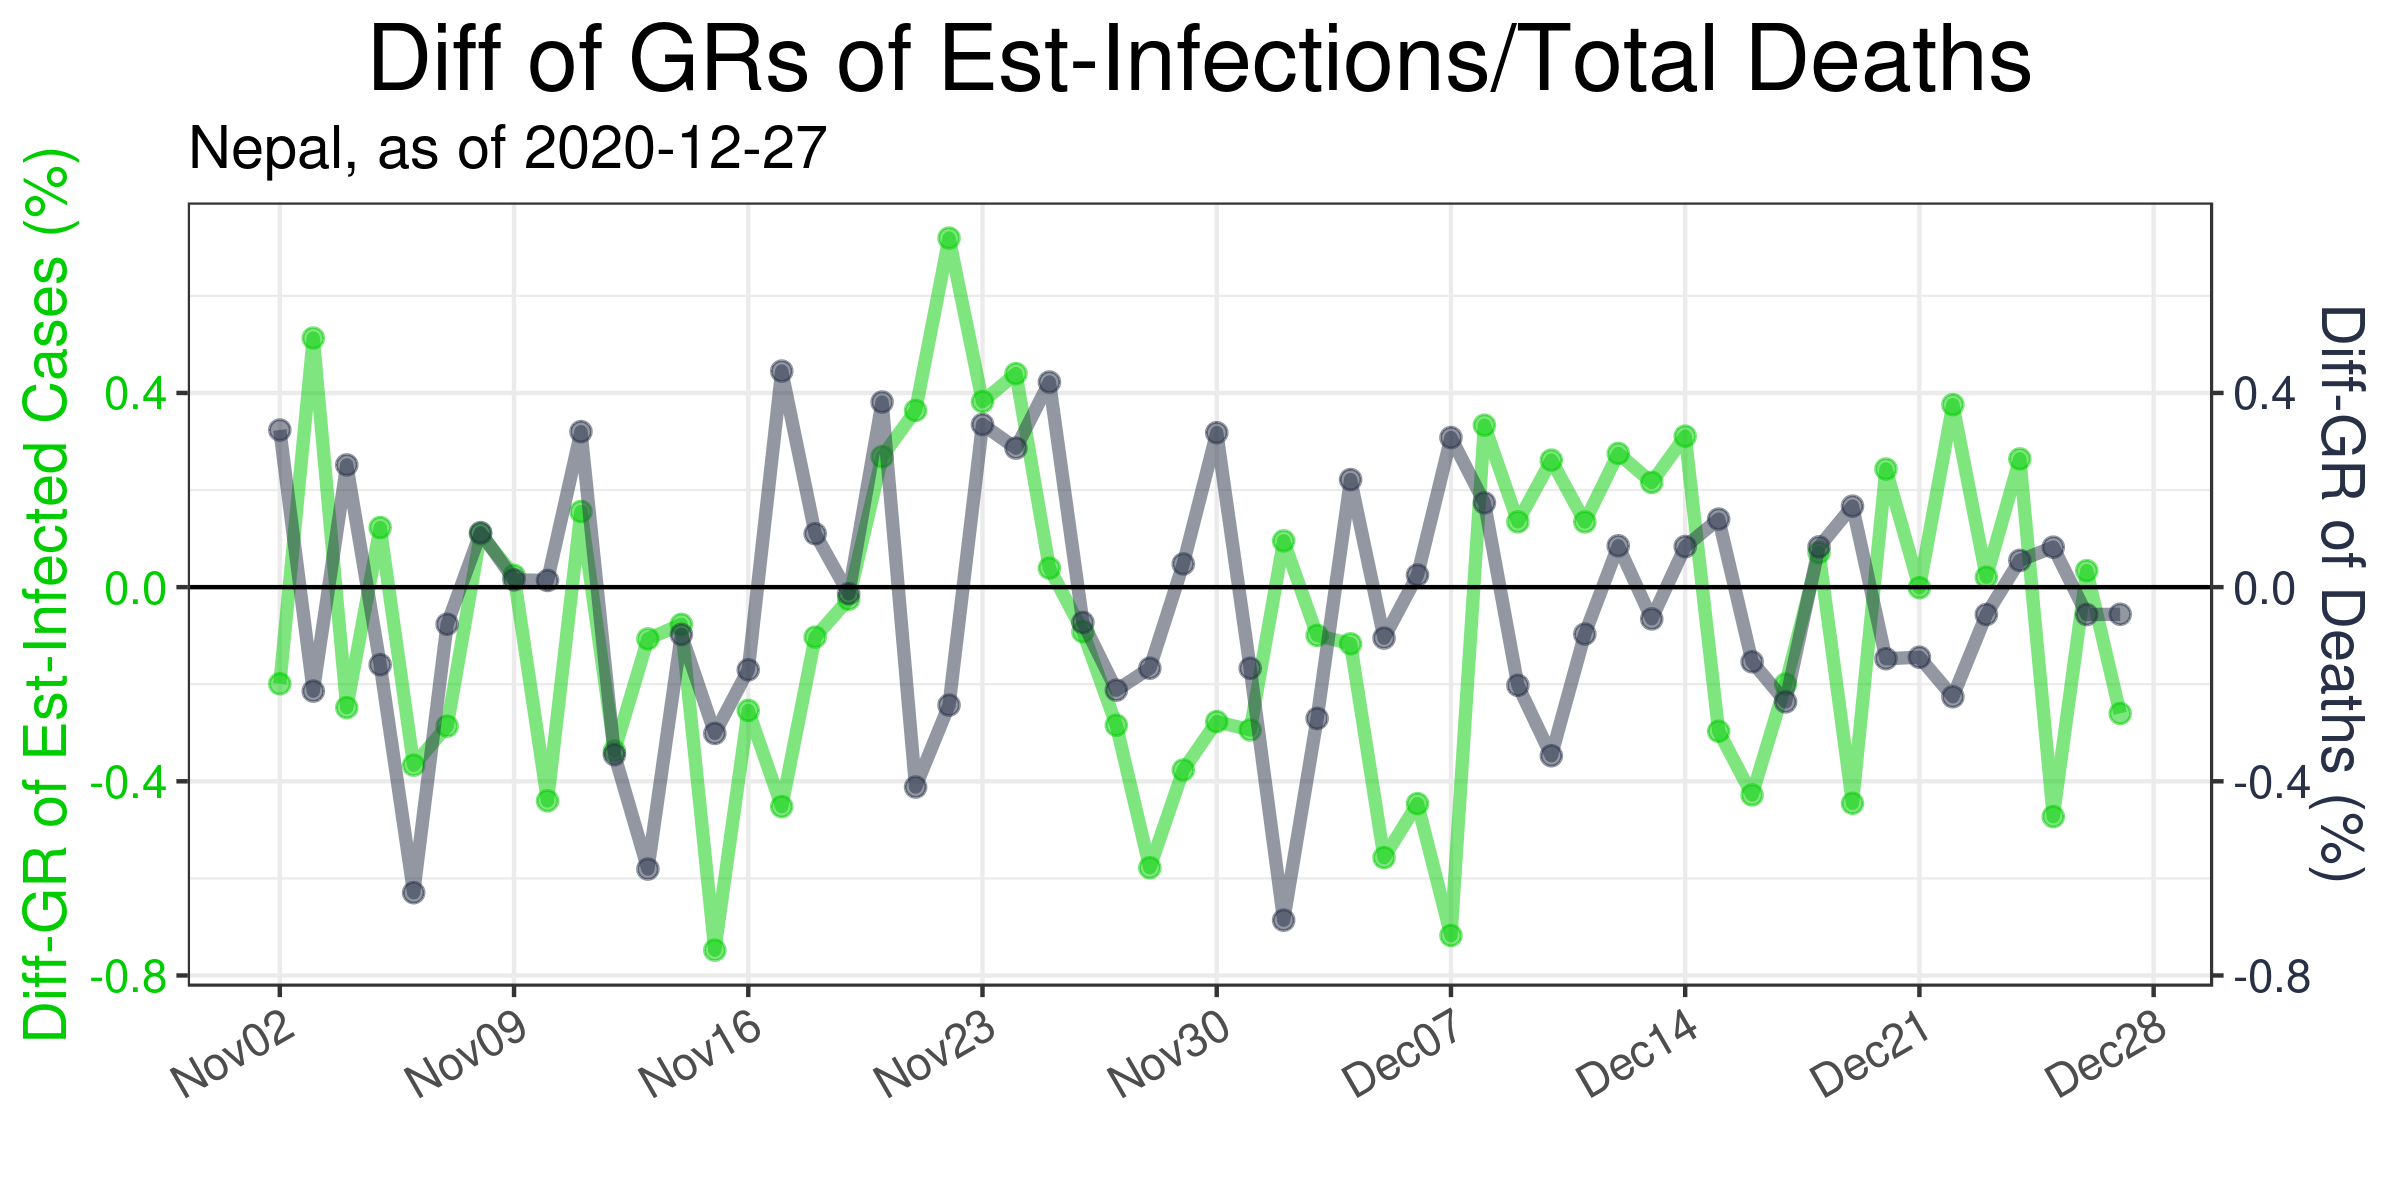 Diff of GRs of Est-Infections/Total Deaths
Nepal, as of 2020-12-27
Diff-GR of Est-Infected Cases (%)
0.4
0.0
-0.4
-0.8
0.4
0.0
-0.4
-0.8
Diff-GR of Deaths (%)
Nov02
Nov09
Nov16
Nov23
Nov30
Dec07
Dec14
Dec21
Dec28